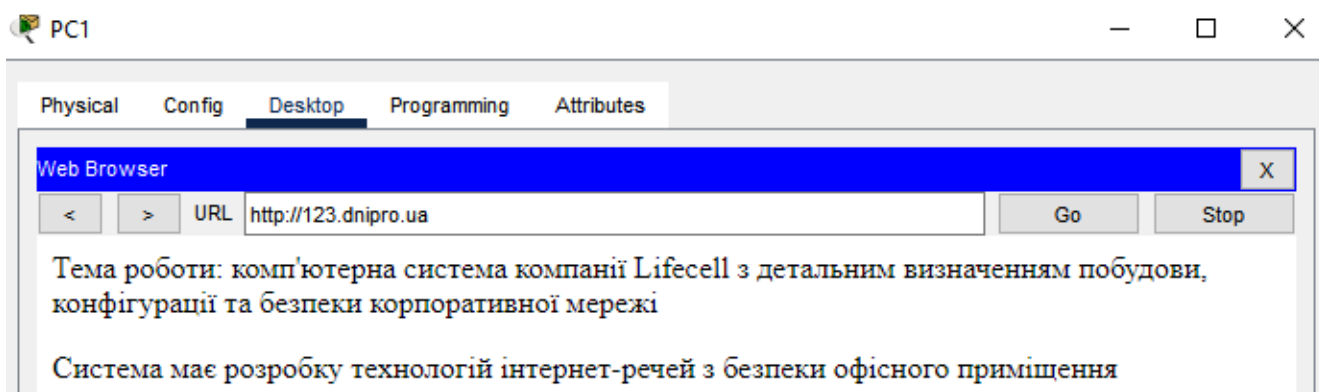 PC1
Physical Config Desktop Programming Attributes
Web Browser X
< > URL http://123.dnipro.ua Go Stop
Тема роботи: комп'ютерна система компанії Lifecell з детальним визначенням побудови,
конфігурації та безпеки корпоративної мережі
Система має розробку технологій інтернет-речей з безпеки офісного приміщення